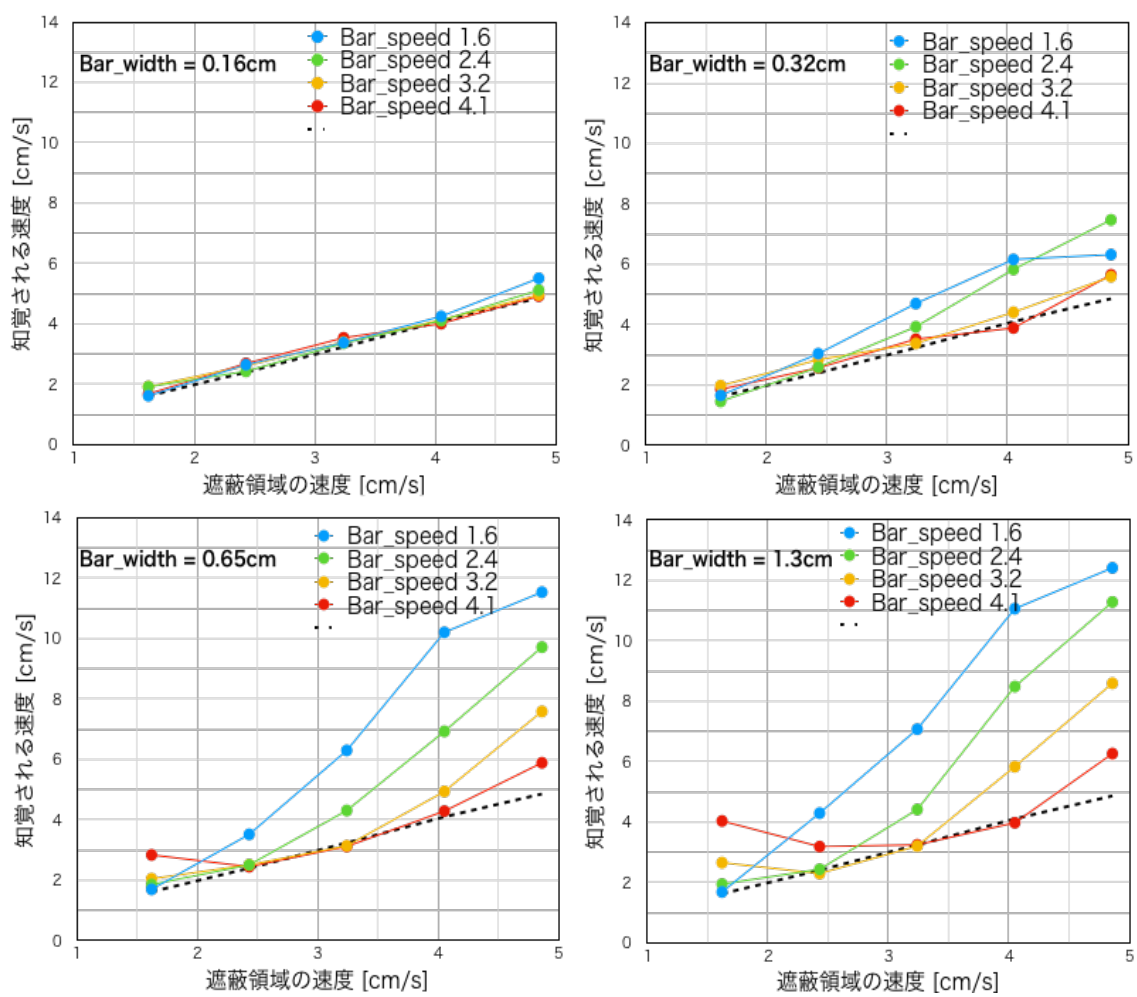 14
12
10
8
6
4
2
0
知覚される速度 [cm/s]
Bar_width = 0.16cm
Bar_speed 1.6
Bar_speed 2.4
Bar_speed 3.2
Bar_speed 4.1
1 2 3 4 5
遮蔽領域の速度 [cm/s]
14
12
10
8
6
4
2
0
知覚される速度 [cm/s]
Bar_width = 0.32cm
Bar_speed 1.6
Bar_speed 2.4
Bar_speed 3.2
Bar_speed 4.1
1 2 3 4 5
遮蔽領域の速度 [cm/s]
14
12
10
8
6
4
2
0
知覚される速度 [cm/s]
Bar_width = 0.65cm
Bar_speed 1.6
Bar_speed 2.4
Bar_speed 3.2
Bar_speed 4.1
1 2 3 4 5
遮蔽領域の速度 [cm/s]
14
12
10
8
6
4
2
0
知覚される速度 [cm/s]
Bar_width = 1.3cm
Bar_speed 1.6
Bar_speed 2.4
Bar_speed 3.2
Bar_speed 4.1
1 2 3 4 5
遮蔽領域の速度 [cm/s]